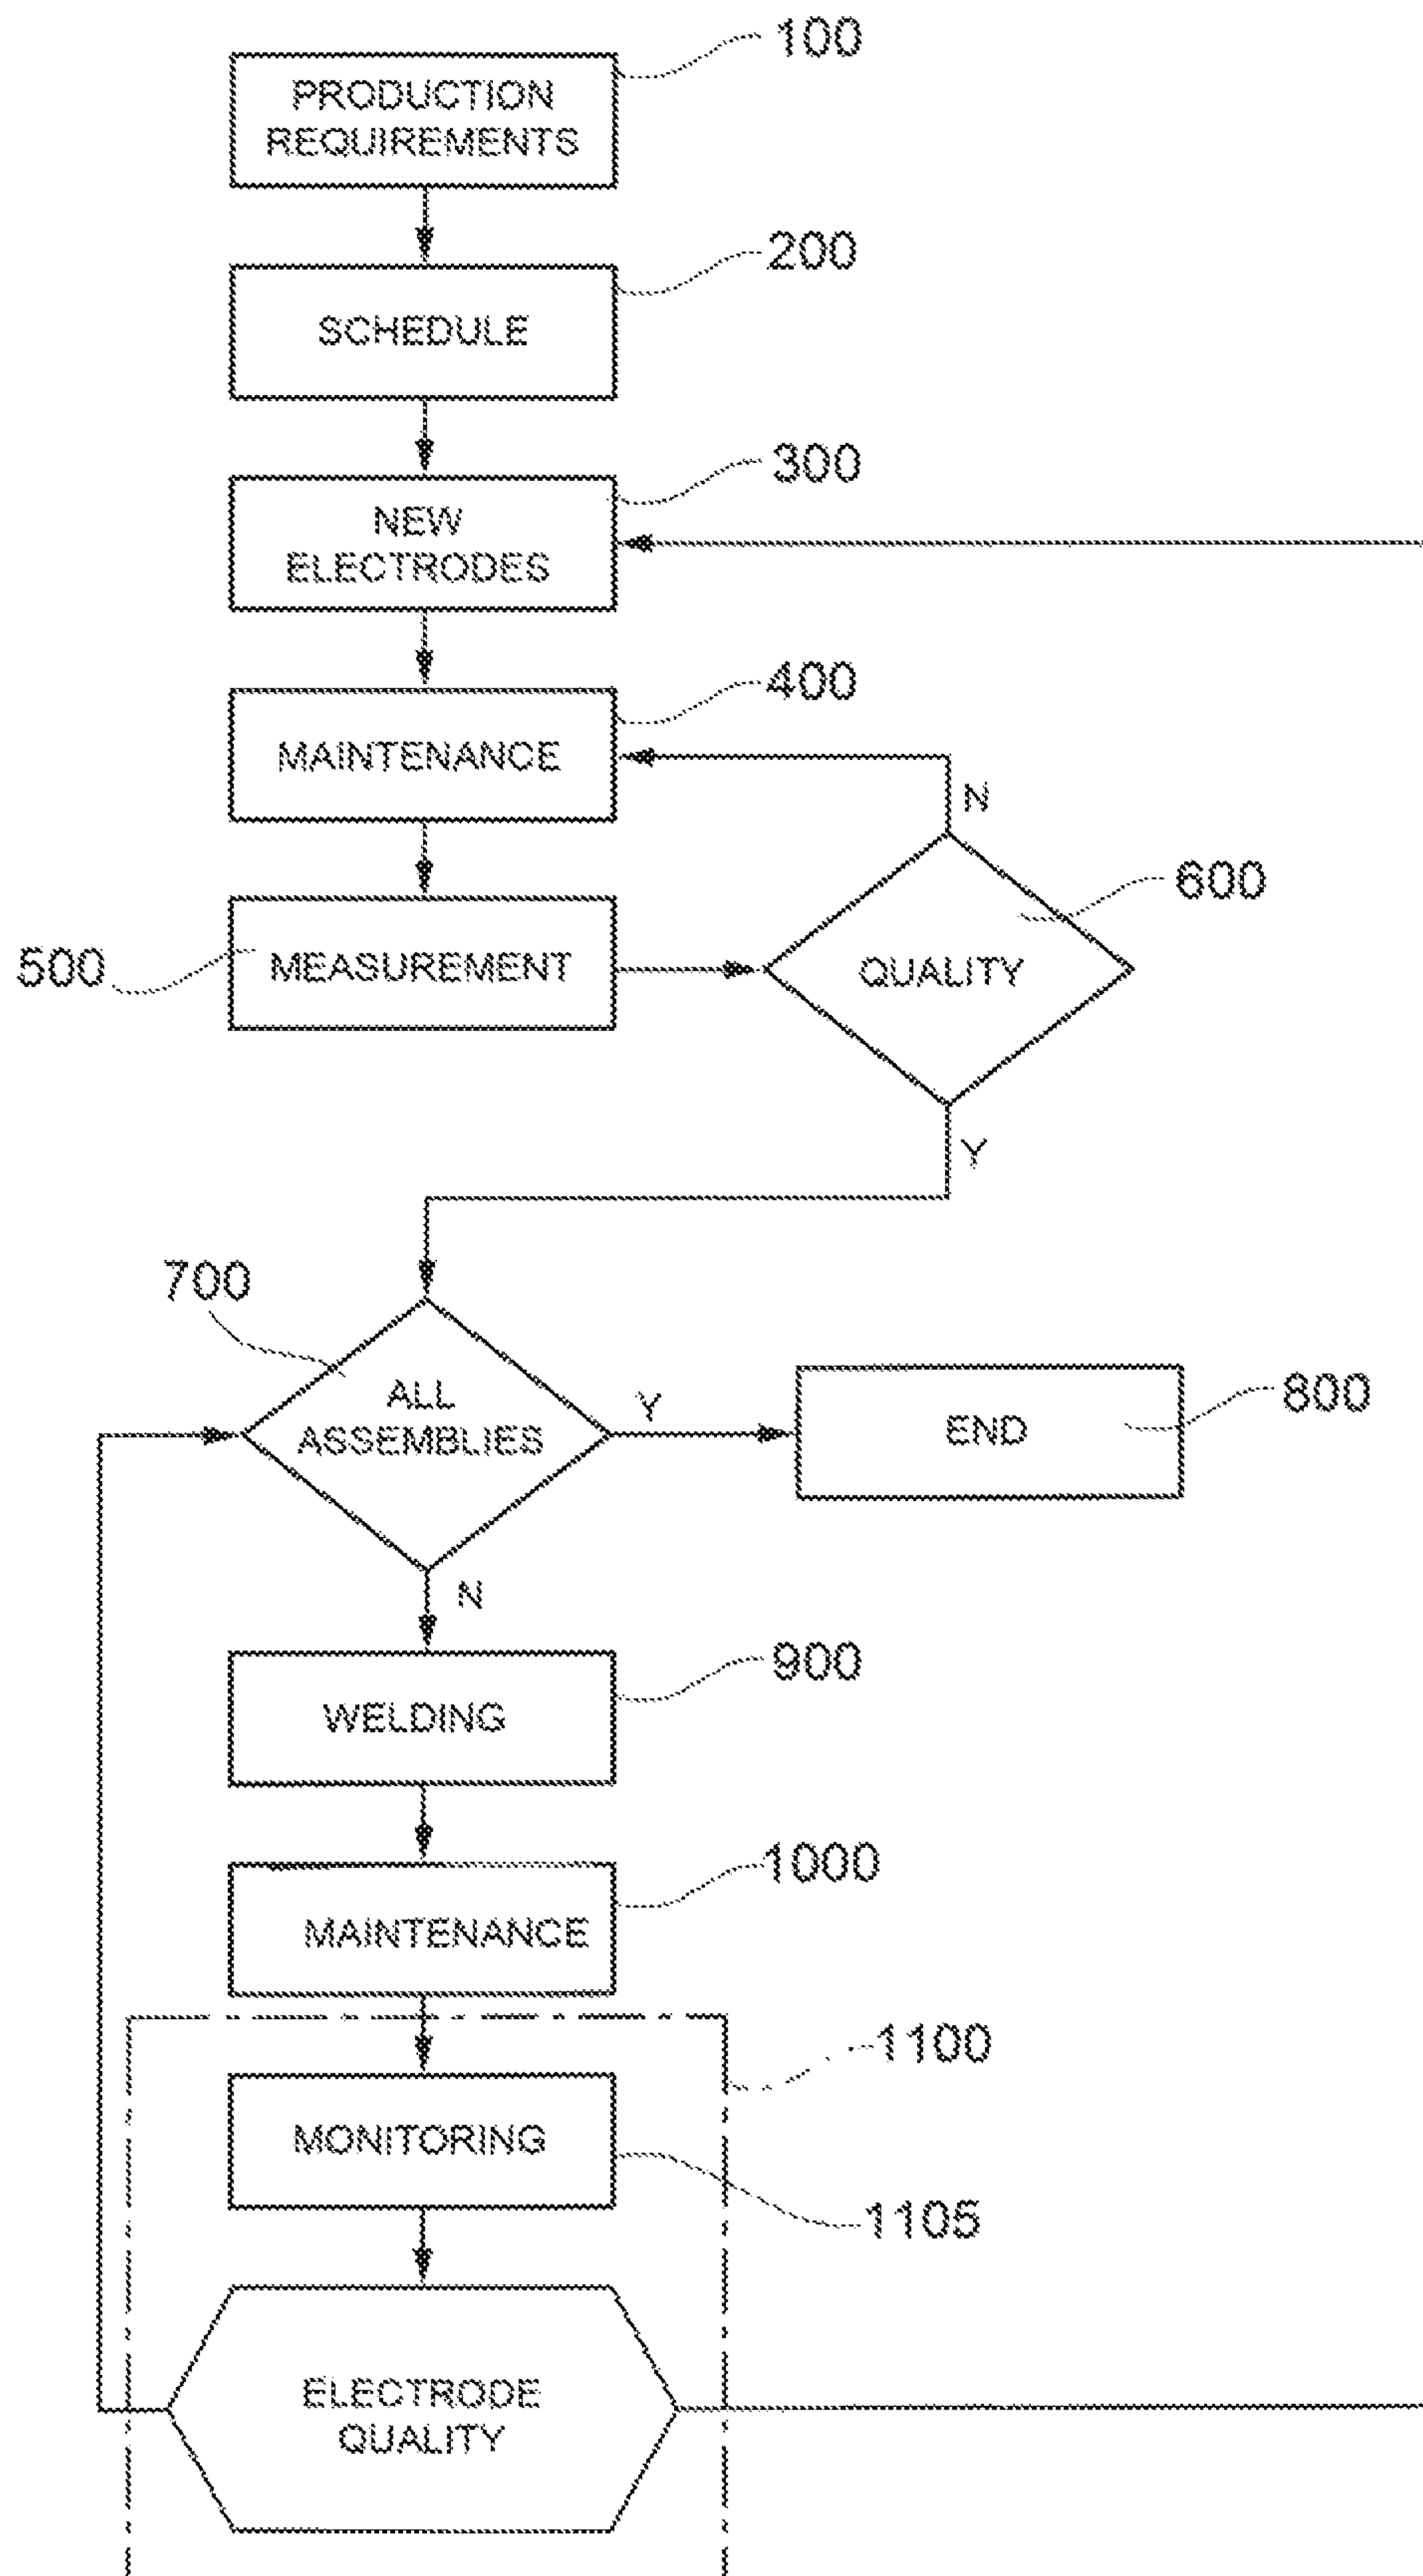 100
PRODUCTION
REQUIREMENTS
200
SCHEDULE
300
NEW
ELECTRODES
400
MAINTENANCE
N
600
500
MEASUREMENT
QUALITY
Y
700
ALL
ASSEMBLIES
Y
END
800
N
900
WELDING
1000
MAINTENANCE
1100
MONITORING
1105
ELECTRODE
QUALITY